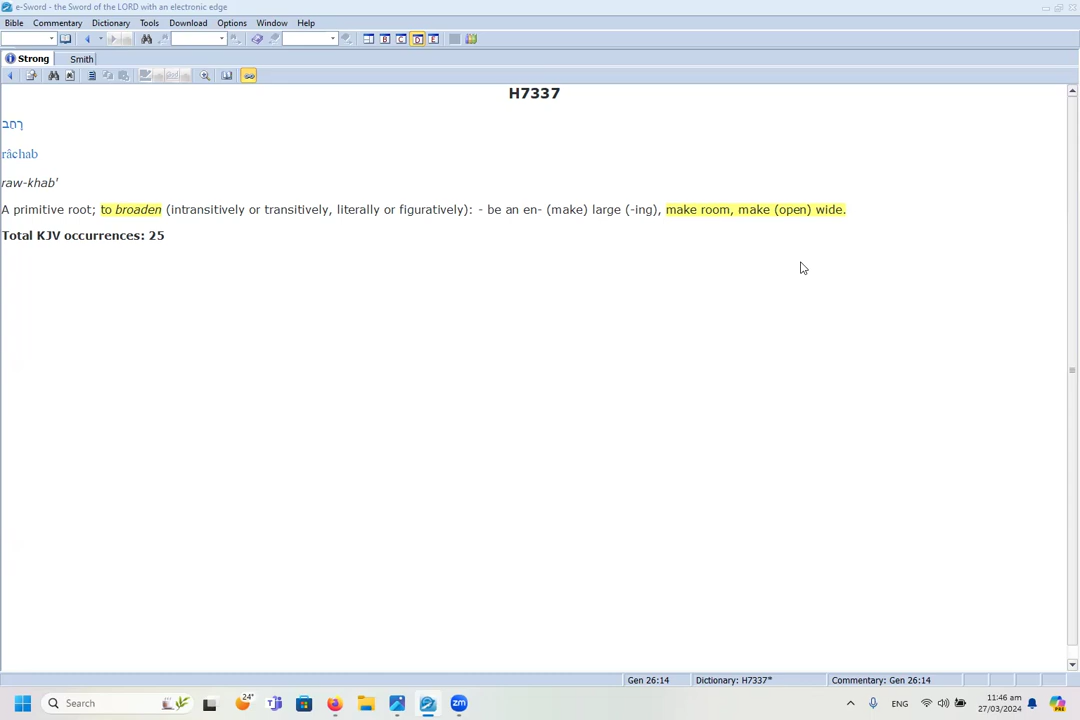 e-Sword - the Sword of the LORD with an electronic edge
Bible Commentary Dictionary Tools Download Options Window Help
B C D E
Strong Smith
H7337
רָחַב
râchab
raw-khab'
A primitive root; to broaden (intransitively or transitively, literally or figuratively): - be an en- (make) large (-ing), make room, make (open) wide.
Total KJV occurrences: 25
Gen 26:14 Dictionary: H7337* Commentary: Gen 26:14
Search 24° zm ENG 11:46 am
27/03/2024